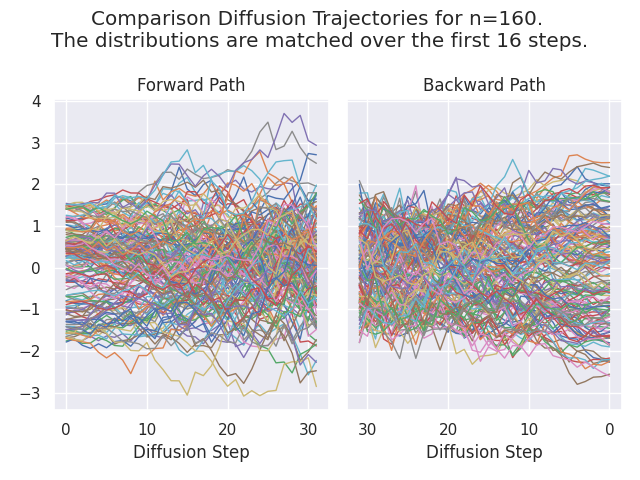 Comparison Diffusion Trajectories for n=160.
The distributions are matched over the first 16 steps.
Forward Path
Backward Path
4
3
2
1
0
−1
−2
−3
0 10 20 30
30 20 10 0
Diffusion Step
Diffusion Step